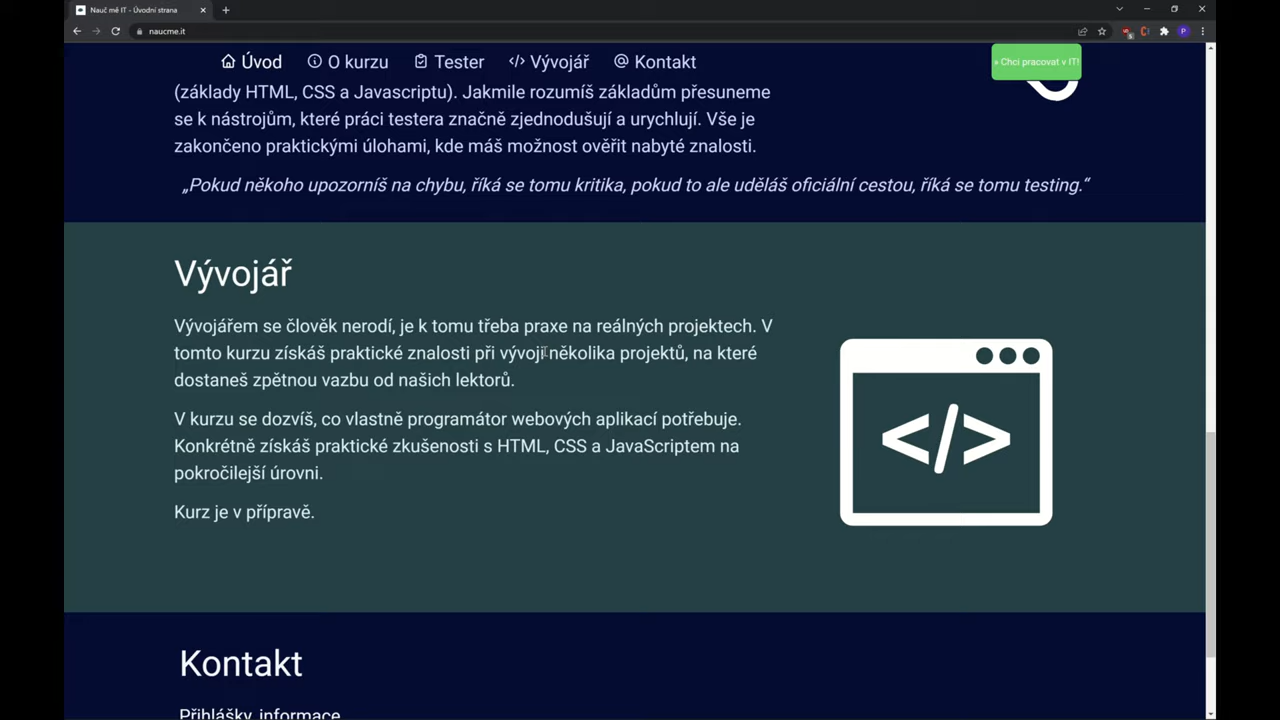 Nauč mě IT - Úvodní strana
naucme.it
Úvod
O kurzu
Tester
Vývojář
@ Kontakt
» Chci pracovat v IT!
(základy HTML, CSS a Javascriptu). Jakmile rozumíš základům přesuneme
se k nástrojům, které práci testera značně zjednodušují a urychlují. Vše je
zakončeno praktickými úlohami, kde máš možnost ověřit nabyté znalosti.
„Pokud někoho upozorníš na chybu, říká se tomu kritika, pokud to ale uděláš oficiální cestou, říká se tomu testing.“
Vývojář
Vývojářem se člověk nerodí, je k tomu třeba praxe na reálných projektech. V
tomto kurzu získáš praktické znalosti při vývoji několika projektů, na které
dostaneš zpětnou vazbu od našich lektorů.
V kurzu se dozvíš, co vlastně programátor webových aplikací potřebuje.
Konkrétně získáš praktické zkušenosti s HTML, CSS a JavaScriptem na
pokročilejší úrovni.
Kurz je v přípravě.
</>
Kontakt
Přihlášky, informace